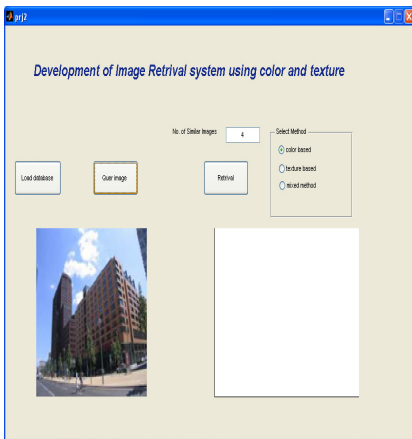 prj2
Development of Image Retrival system using color and texture
No. of Similar Images
4
Select Method
color based
texture based
mixed method
Load database
Quer image
Retrival